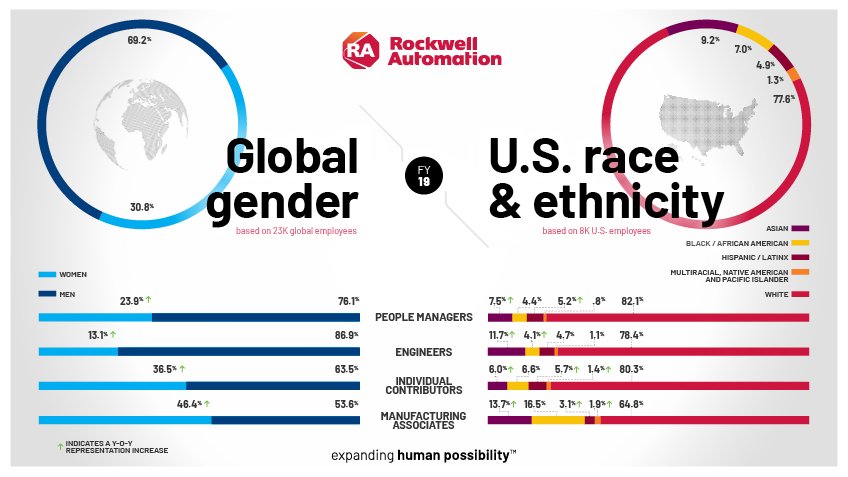 69.2%
30.8%
RA
Rockwell
Automation
9.2%
7.0%
4.9%
1.3%
77.6%
Global
gender
based on 23K global employees
FY
19
U.S. race
& ethnicity
based on 8K U.S. employees
WOMEN
MEN
ASIAN
BLACK / AFRICAN AMERICAN
HISPANIC / LATINX
MULTIRACIAL, NATIVE AMERICAN
AND PACIFIC ISLANDER
WHITE
23.9%↑ 76.1%
PEOPLE MANAGERS
7.5%↑ 4.4% 5.2%↑ .8% 82.1%
13.1%↑ 86.9%
ENGINEERS
11.7%↑ 4.1%↑ 4.7% 1.1% 78.4%
36.5%↑ 63.5%
INDIVIDUAL
CONTRIBUTORS
6.0%↑ 6.6% 5.7%↑ 1.4%↑ 80.3%
46.4%↑ 53.6%
MANUFACTURING
ASSOCIATES
13.7%↑ 16.5% 3.1%↑ 1.9%↑ 64.8%
↑ INDICATES A Y-O-Y
REPRESENTATION INCREASE
expanding human possibility™